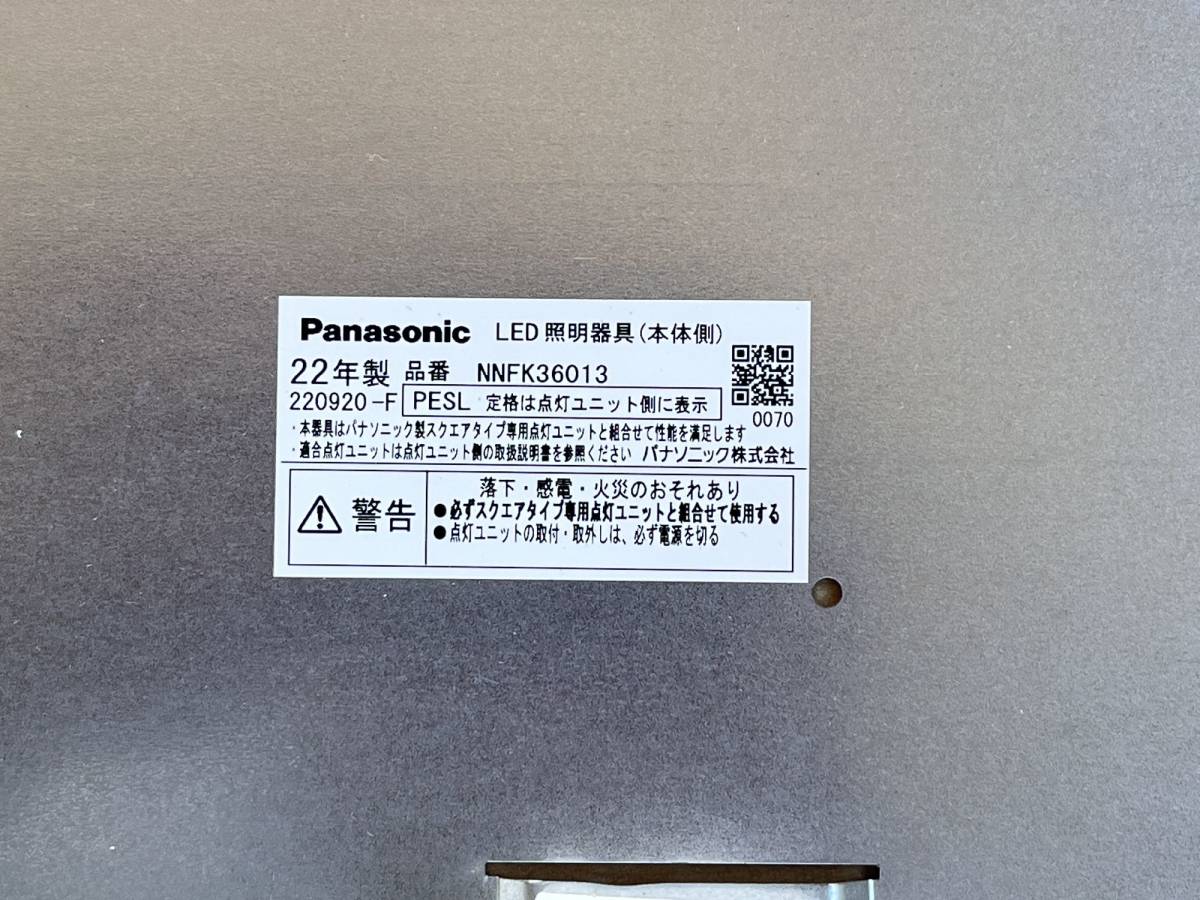 Panasonic LED照明器具(本体側)
22年製 品番 NNFK36013
220920-F PESL 定格は点灯ユニット側に表示
0070
・本器具はパナソニック製スクエアタイプ専用点灯ユニットと組合せて性能を満足します
・適合点灯ユニットは点灯ユニット側の取扱説明書を参照ください パナソニック株式会社
警告
落下・感電・火災のおそれあり
●必ずスクエアタイプ専用点灯ユニットと組合せて使用する
●点灯ユニットの取付・取外しは、必ず電源を切る